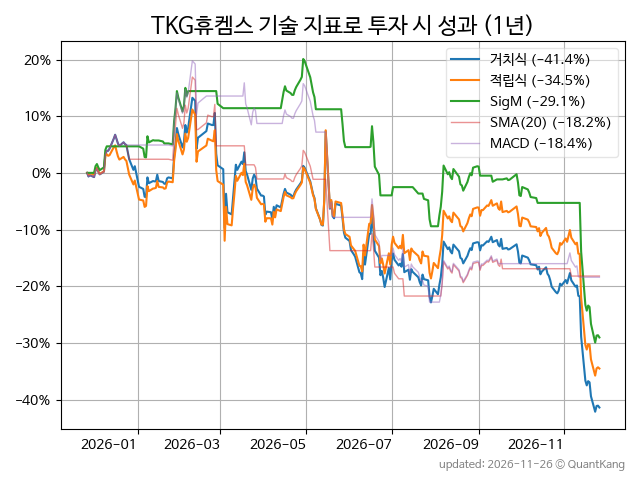 TKG휴켐스 기술 지표로 투자 시 성과 (1년)
거치식 (−41.4%)
적립식 (−34.5%)
SigM (−29.1%)
SMA(20) (−18.2%)
MACD (−18.4%)
20%
10%
0%
−10%
−20%
−30%
−40%
2026−01 2026−03 2026−05 2026−07 2026−09 2026−11
updated: 2026-11-26 © QuantKang